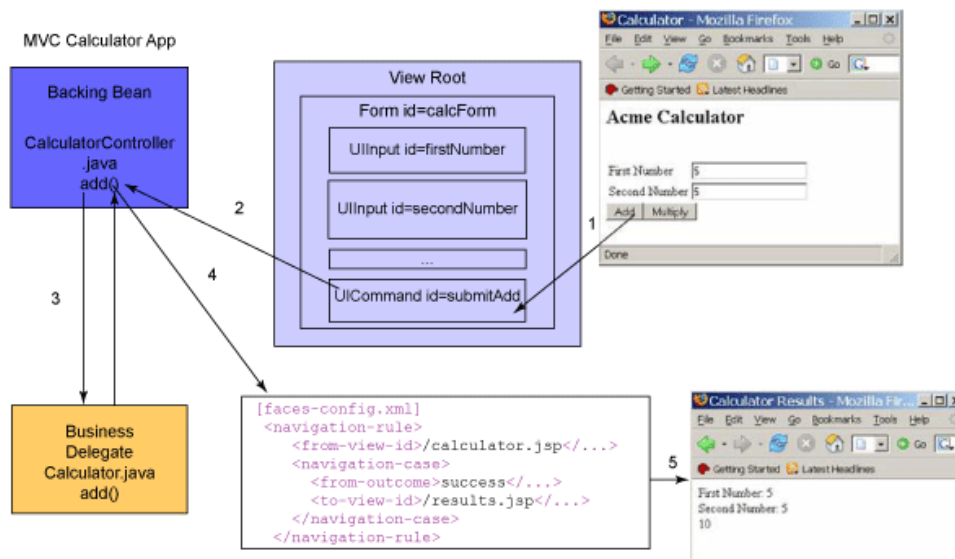 MVC Calculator App
Backing Bean
CalculatorController
.java
add()
View Root
Form id=calcForm
UIInput id=firstNumber
UIInput id=secondNumber
...
UICommand id=submitAdd
Calculator - Mozilla Firefox
File Edit View Go Bookmarks Tools Help
Go
Getting Started Latest Headlines
Acme Calculator
First Number 5
Second Number 5
Add Multiply
Done
1
2
3
4
5
Business
Delegate
Calculator.java
add()
[faces-config.xml]
<navigation-rule>
<from-view-id>/calculator.jsp</...>
<navigation-case>
<from-outcome>success</...>
<to-view-id>/results.jsp</...>
</navigation-case>
</navigation-rule>
Calculator Results - Mozilla Fir...
File Edit View Go Bookmarks Tools Help
Go
Getting Started Latest Headlines
First Number: 5
Second Number: 5
10